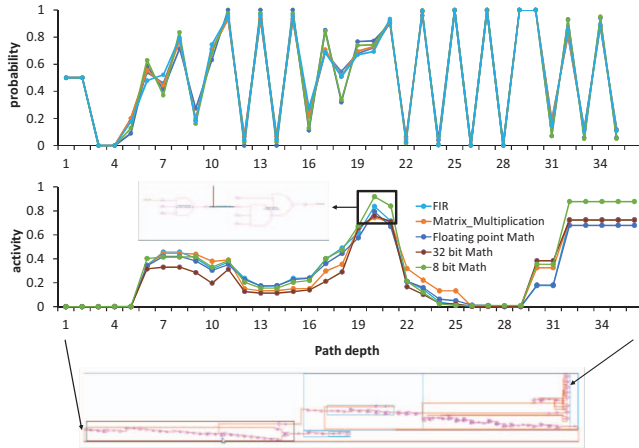 probability
1
0.8
0.6
0.4
0.2
0
1 4 7 10 13 16 19 22 25 28 31 34
activity
1
0.8
0.6
0.4
0.2
0
FIR
Matrix_Multiplication
Floating point Math
32 bit Math
8 bit Math
1 4 7 10 13 16 19 22 25 28 31 34
Path depth